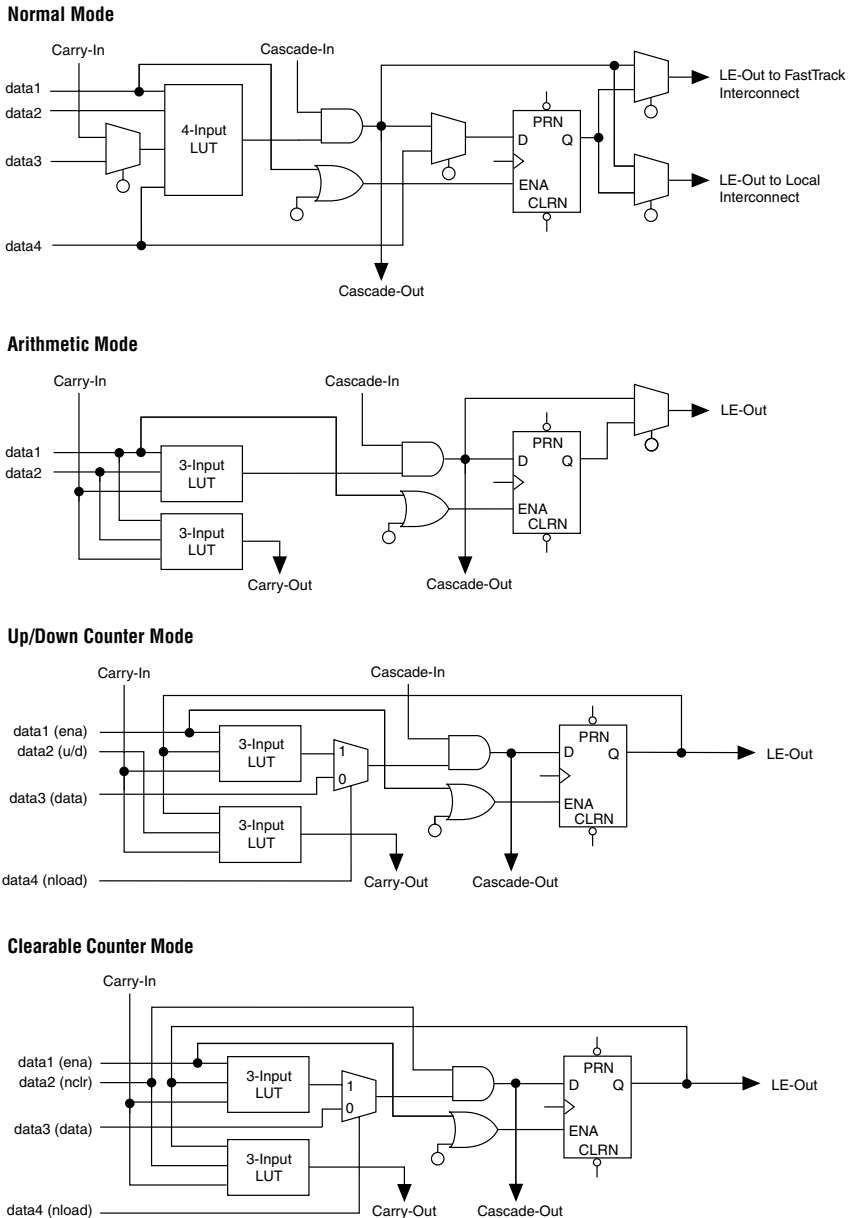 Normal Mode
Carry-In
Cascade-In
data1
data2
4-Input
LUT
data3
data4
PRN
D
Q
ENA
CLRN
LE-Out to FastTrack
Interconnect
LE-Out to Local
Interconnect
Cascade-Out
Arithmetic Mode
Carry-In
Cascade-In
data1
data2
3-Input
LUT
3-Input
LUT
PRN
D
Q
ENA
CLRN
LE-Out
Carry-Out
Cascade-Out
Up/Down Counter Mode
Carry-In
Cascade-In
data1 (ena)
data2 (u/d)
3-Input
LUT
1
0
data3 (data)
3-Input
LUT
PRN
D
Q
ENA
CLRN
LE-Out
data4 (nload)
Carry-Out
Cascade-Out
Clearable Counter Mode
Carry-In
data1 (ena)
data2 (nclr)
3-Input
LUT
1
0
data3 (data)
3-Input
LUT
PRN
D
Q
ENA
CLRN
LE-Out
data4 (nload)
Carry-Out
Cascade-Out